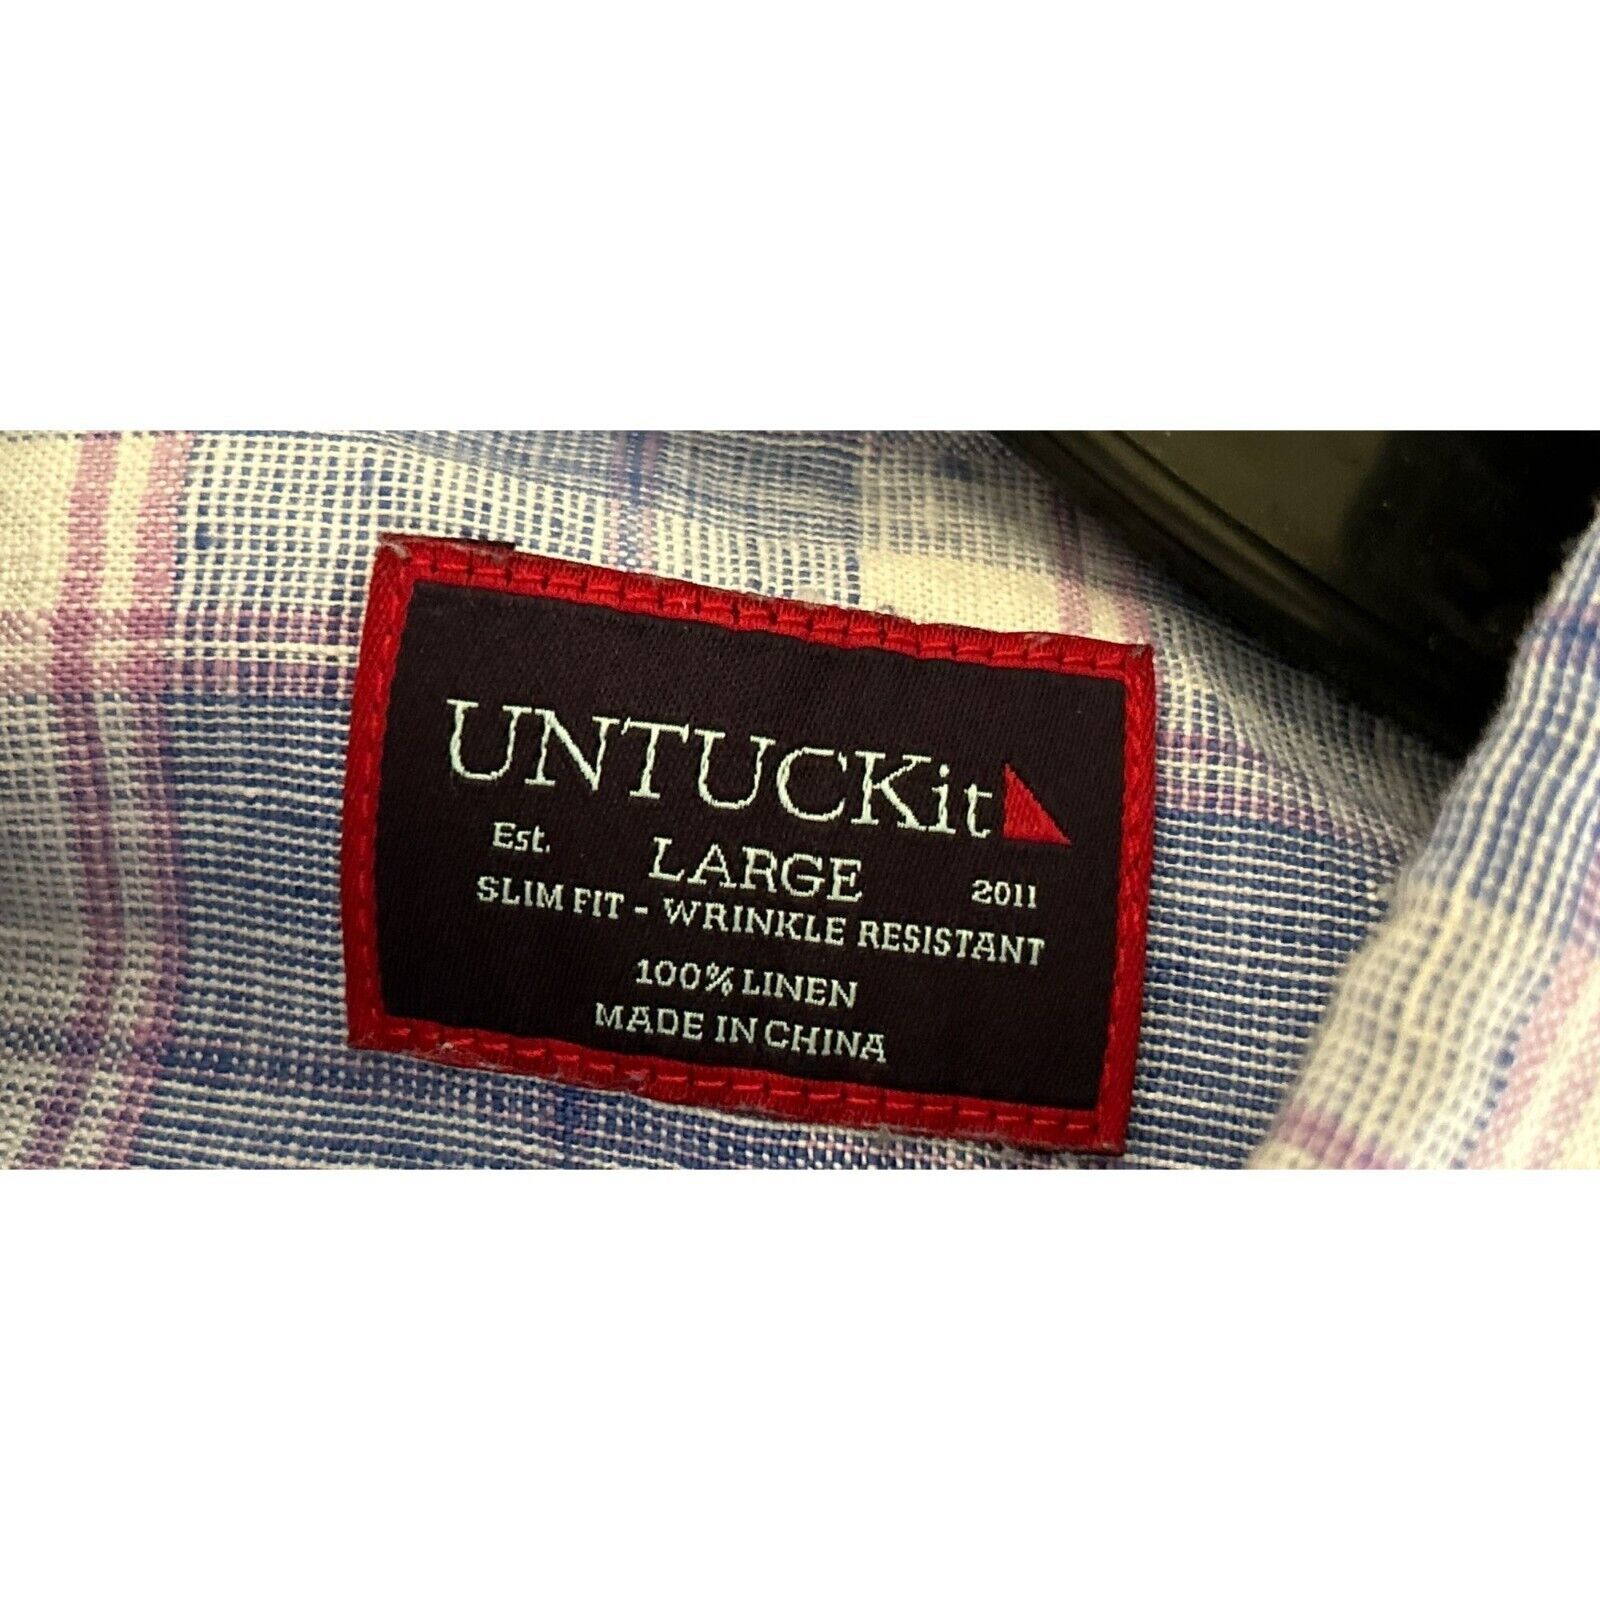 UNTUCKit
Est. LARGE 2011
SLIM FIT - WRINKLE RESISTANT
100% LINEN
MADE IN CHINA